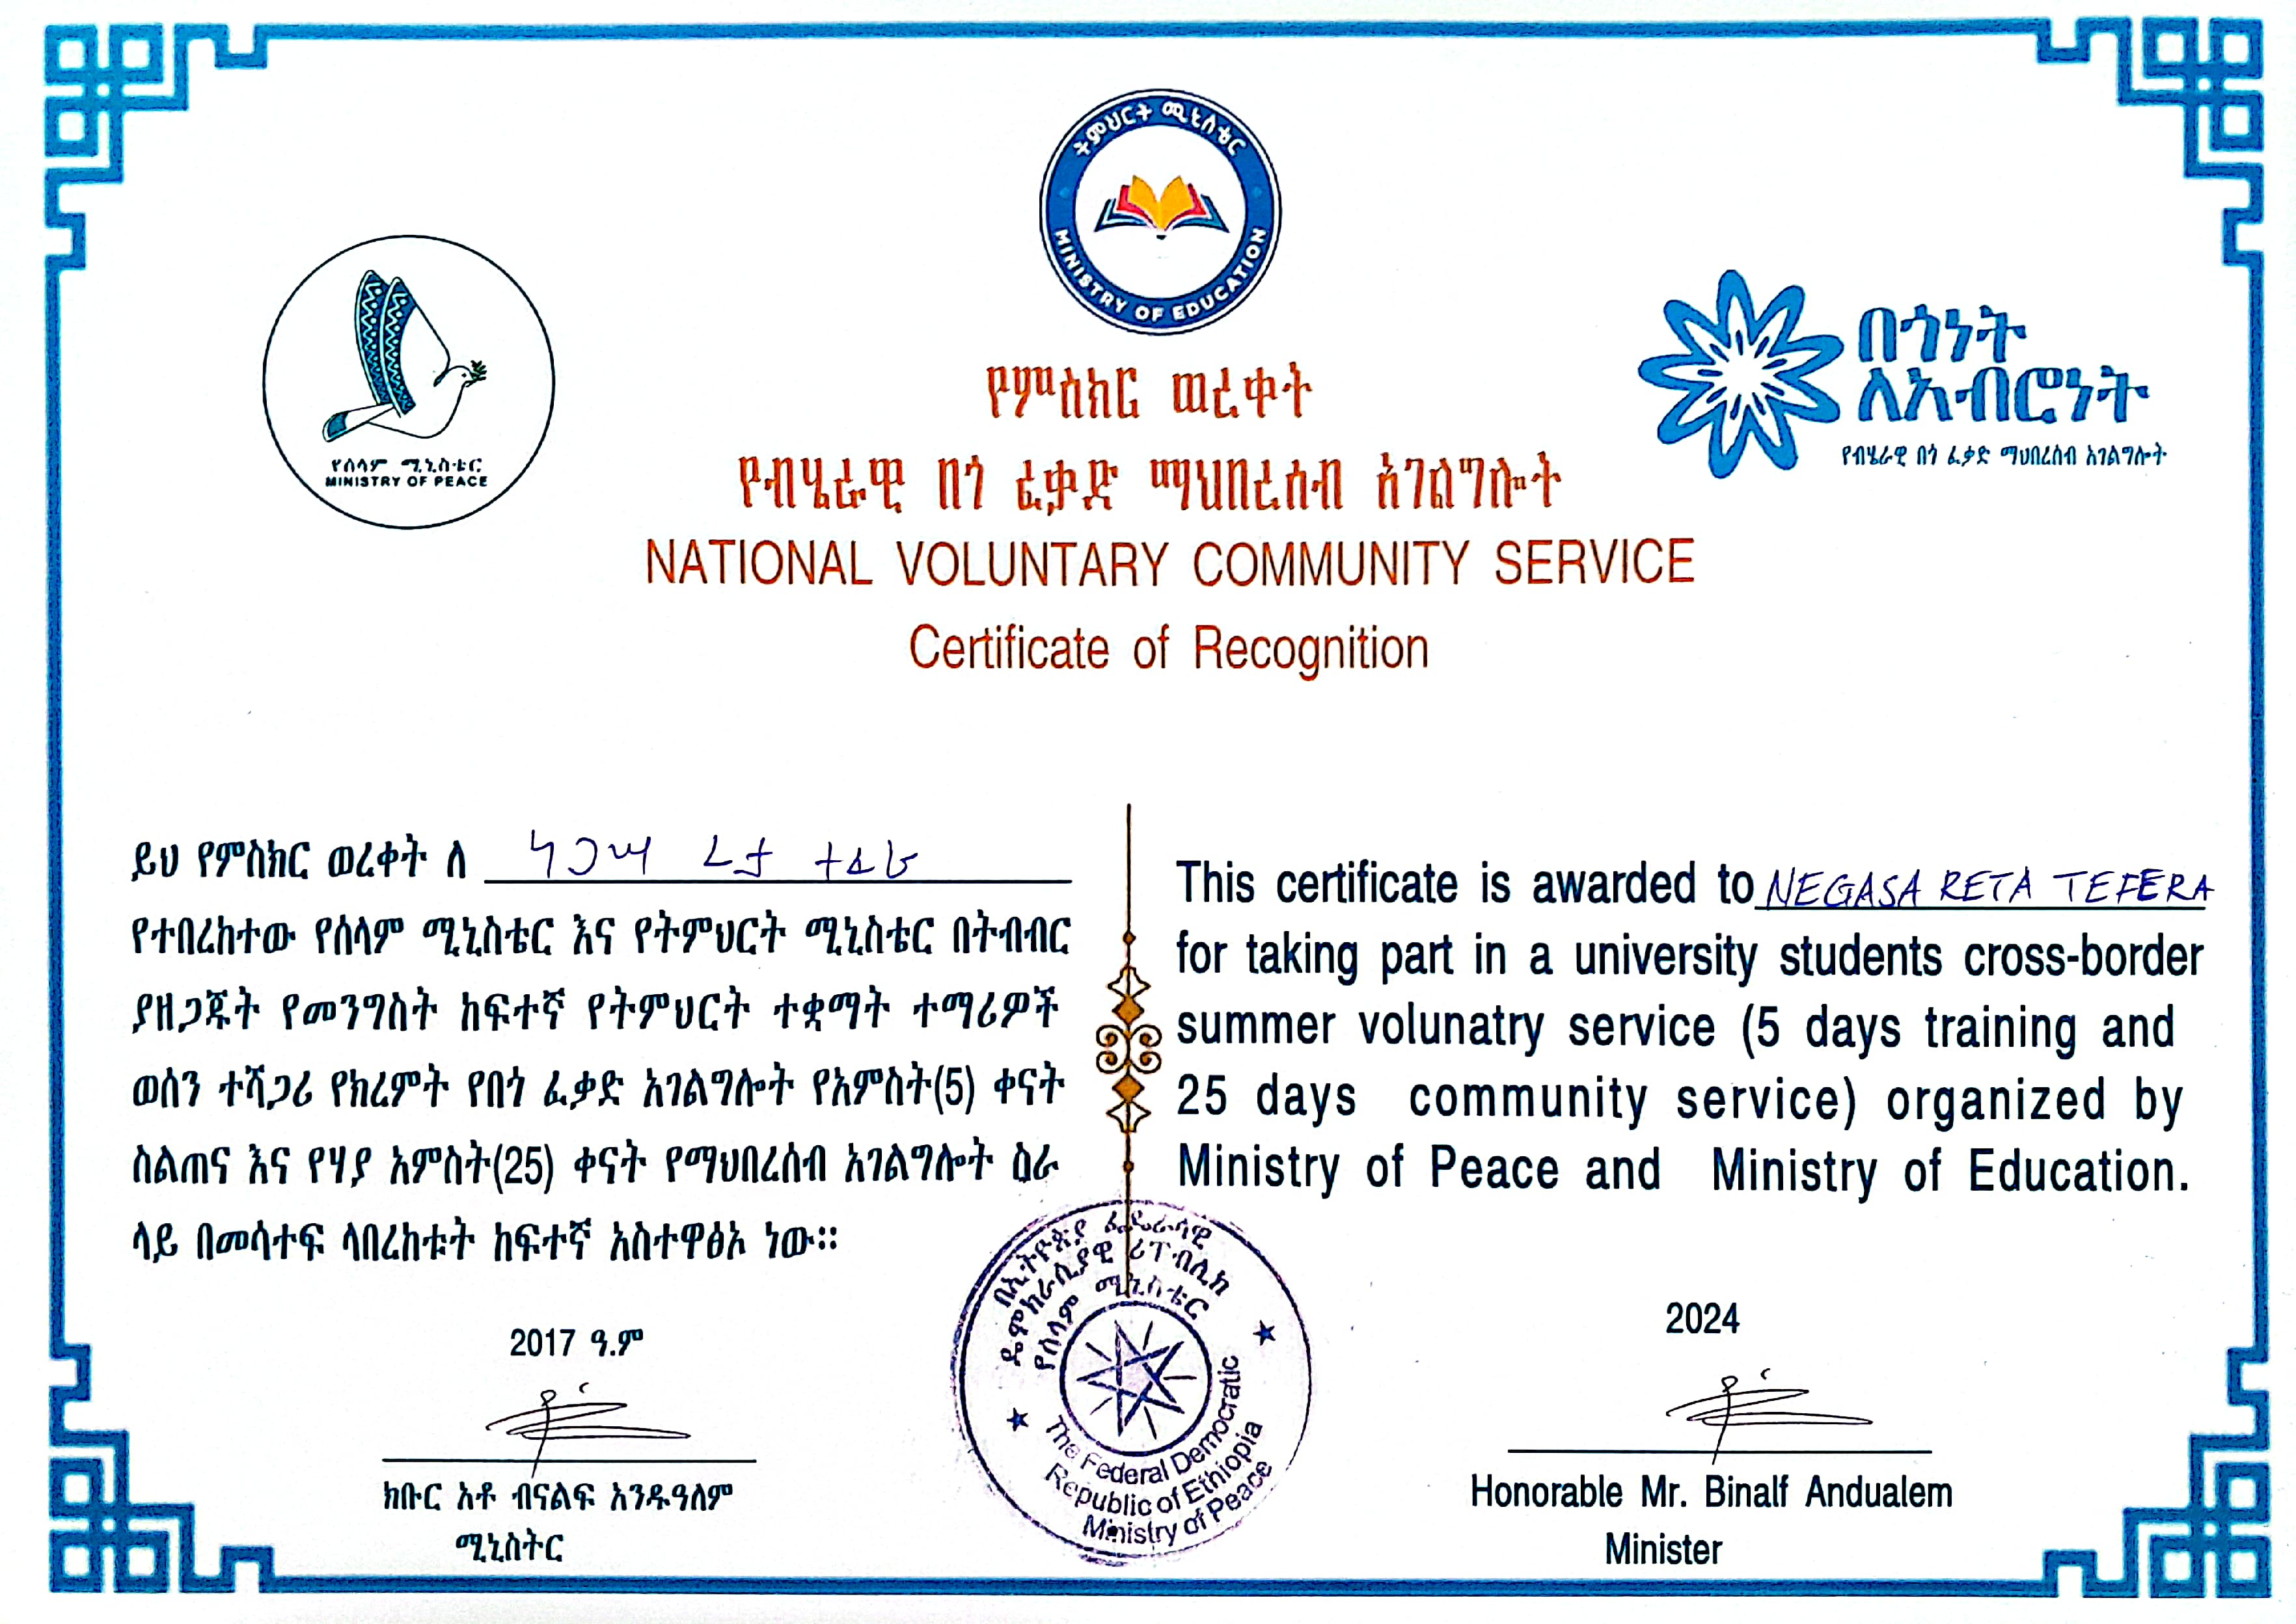 ትምህርት ሚኒስቴር
MINISTRY OF EDUCATION
የሰላም ሚኒስቴር
MINISTRY OF PEACE
በጎነት
ለአብሮነት
የብሄራዊ በጎ ፈቃድ ማህበረሰብ አገልግሎት
የምስክር ወረቀት
የብሄራዊ በጎ ፈቃድ ማህበረሰብ አገልግሎት
NATIONAL VOLUNTARY COMMUNITY SERVICE
Certificate of Recognition
ይህ የምስክር ወረቀት ለ ነጋሣ ረታ ተፈራ
የተበረከተው የሰላም ሚኒስቴር እና የትምህርት ሚኒስቴር በትብብር
ያዘጋጁት የመንግስት ከፍተኛ የትምህርት ተቋማት ተማሪዎች
ወሰን ተሻጋሪ የክረምት የበጎ ፈቃድ አገልግሎት የአምስት(5) ቀናት
ስልጠና እና የሃያ አምስት(25) ቀናት የማህበረሰብ አገልግሎት ስራ
ላይ በመሳተፍ ላበረከቱት ከፍተኛ አስተዋፅኦ ነው።
2017 ዓ.ም
ክቡር አቶ ብናልፍ አንዱዓለም
ሚኒስትር
This certificate is awarded to NEGASA RETA TEFERA
for taking part in a university students cross-border
summer volunatry service (5 days training and
25 days community service) organized by
Ministry of Peace and Ministry of Education.
2024
Honorable Mr. Binalf Andualem
Minister
በኢትዮጵያ ፌዴራላዊ
ዴሞክራሲያዊ ሪፐብሊክ
የሰላም ሚኒስቴር
The Federal Democratic
Republic of Ethiopia
Ministry of Peace